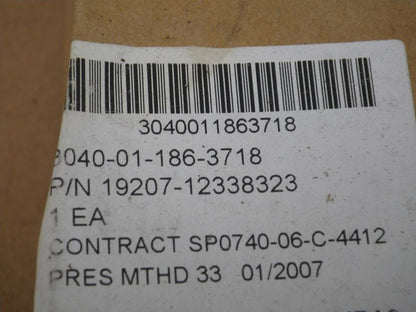 3040011863718
3040-01-186-3718
P/N 19207-12338323
1 EA
CONTRACT SP0740-06-C-4412
PRES MTHD 33 01/2007